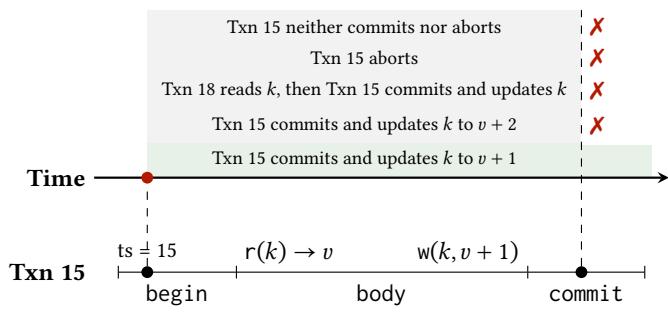 Txn 15 neither commits nor aborts ✗
Txn 15 aborts ✗
Txn 18 reads k, then Txn 15 commits and updates k ✗
Txn 15 commits and updates k to v + 2 ✗
Txn 15 commits and updates k to v + 1
Time
ts = 15 r(k) → v w(k, v + 1)
Txn 15
begin body commit